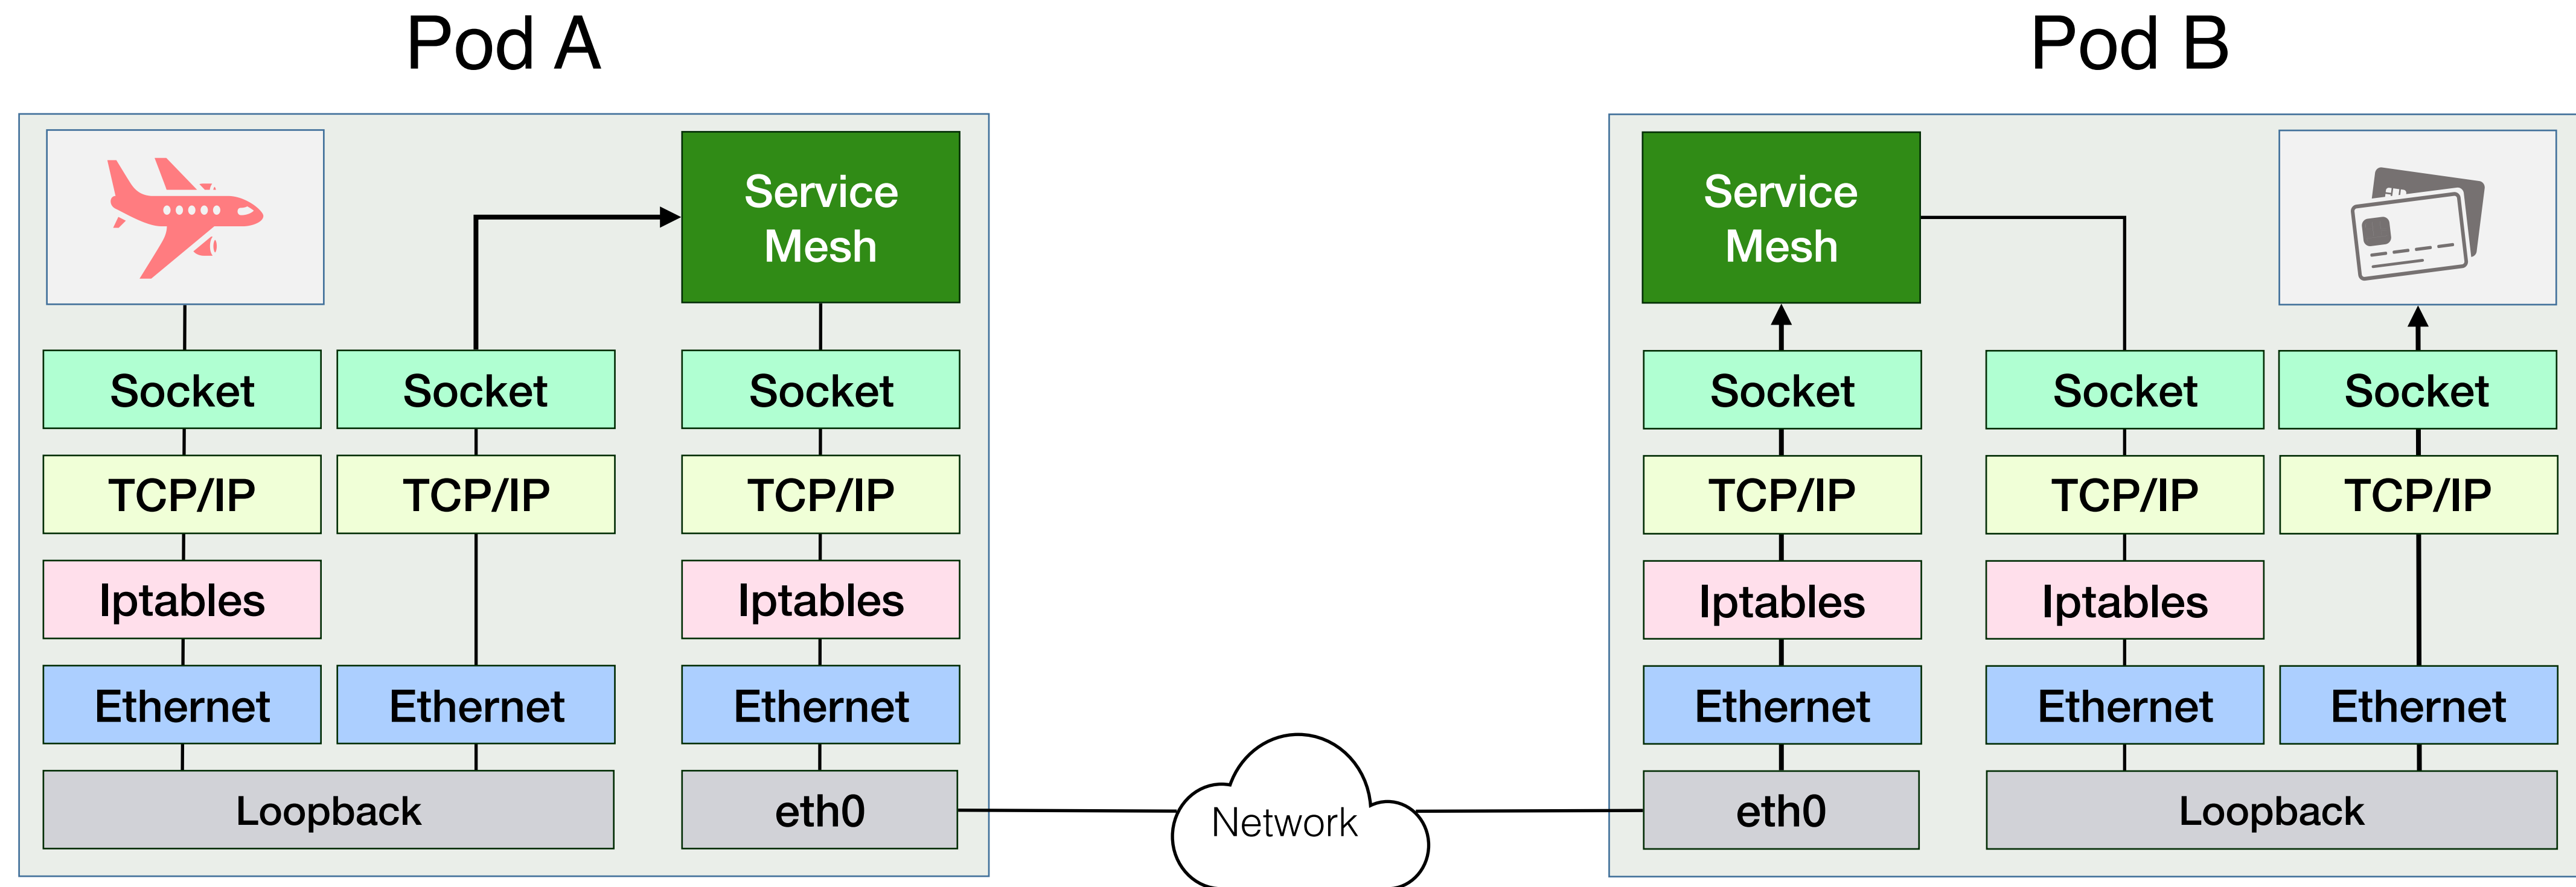 Pod A
Pod B
Service
Mesh
Socket
Socket
Socket
TCP/IP
TCP/IP
TCP/IP
Iptables
Iptables
Ethernet
Ethernet
Ethernet
Loopback
eth0
Network
Service
Mesh
Socket
Socket
Socket
TCP/IP
TCP/IP
TCP/IP
Iptables
Iptables
Ethernet
Ethernet
Ethernet
eth0
Loopback